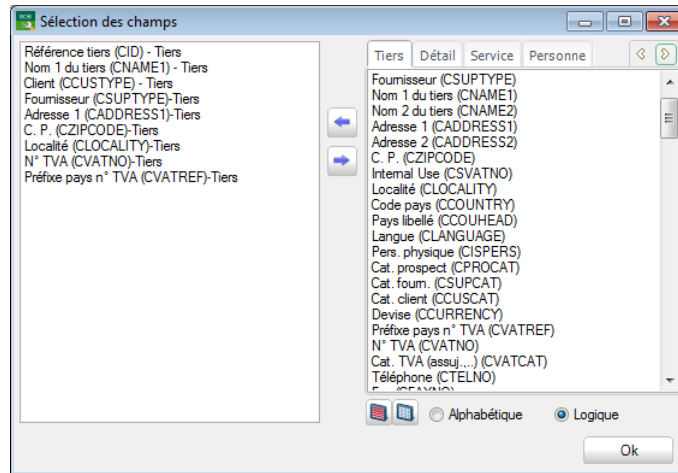 Sélection des champs
Référence tiers (CID) - Tiers
Nom 1 du tiers (CNAME1) - Tiers
Client (CCUSTYPE) - Tiers
Fournisseur (CSUPTYPE)-Tiers
Adresse 1 (CADDRESS1)-Tiers
C. P. (CZIPCODE)-Tiers
Localité (CLOCALITY)-Tiers
N° TVA (CVATNO)-Tiers
Préfixe pays n° TVA (CVATREF)-Tiers
Tiers Détail Service Personne
Fournisseur (CSUPTYPE)
Nom 1 du tiers (CNAME1)
Nom 2 du tiers (CNAME2)
Adresse 1 (CADDRESS1)
Adresse 2 (CADDRESS2)
C. P. (CZIPCODE)
Internal Use (CSVATNO)
Localité (CLOCALITY)
Code pays (CCOUNTRY)
Pays libellé (CCOUHEAD)
Langue (CLANGUAGE)
Pers. physique (CISPERS)
Cat. prospect (CPROCAT)
Cat. fourn. (CSUPCAT)
Cat. client (CCUSCAT)
Devise (CCURRENCY)
Préfixe pays n° TVA (CVATREF)
N° TVA (CVATNO)
Cat. TVA (assuj.,..) (CVATCAT)
Téléphone (CTELNO)
Alphabétique Logique
Ok